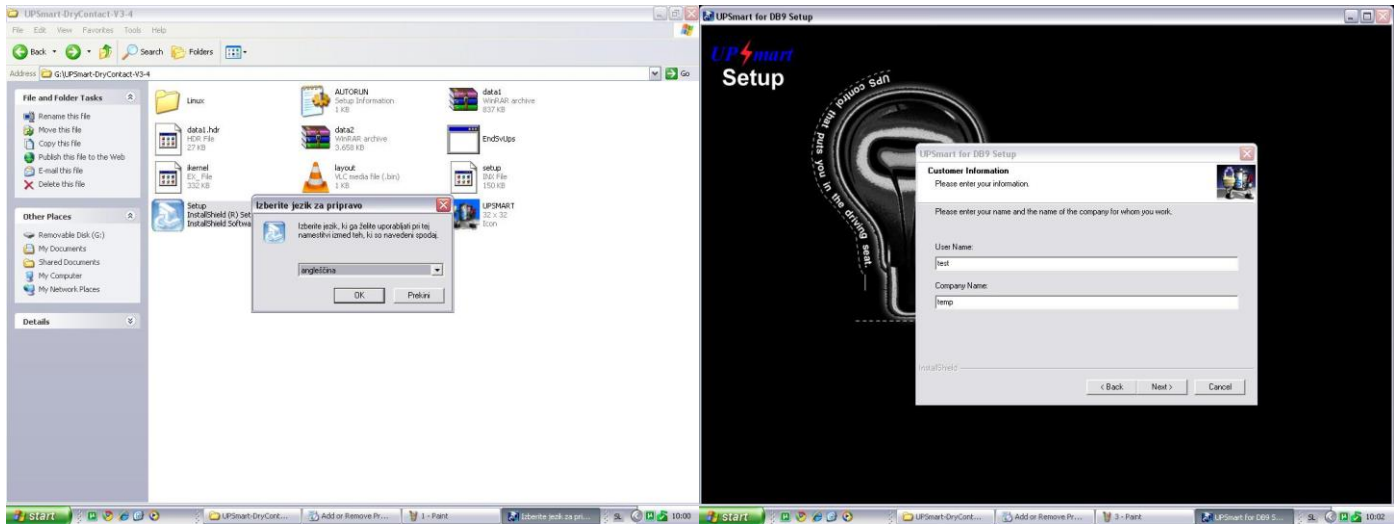 UPSmart-DryContact-V3-4
File Edit View Favorites Tools Help
Back Search Folders
Address G:\UPSmart-DryContact-V3-4 Go
File and Folder Tasks
Rename this file
Move this file
Copy this file
Publish this file to the Web
E-mail this file
Delete this file
Other Places
Removable Disk (G:)
My Documents
Shared Documents
My Computer
My Network Places
Details
Linux
AUTORUN
Setup Information
1 KB
data1
WinRAR archive
837 KB
data1.hdr
HDR File
27 KB
data2
WinRAR archive
3.658 KB
EndSvUps
ikernel
EX_ File
332 KB
layout
VLC media file (.bin)
1 KB
setup
INX File
150 KB
Setup
InstallShield (R) Set
InstallShield Softwa
UPSMART
32 x 32
Icon
Izberite jezik za pripravo
Izberite jezik, ki ga želite uporabljati pri tej
namestitvi izmed teh, ki so navedeni spodaj.
angleščina
OK Prekini
start UPSmart-DryCont... Add or Remove Pr... 1 - Paint Izberite jezik za pri... SL 10:00
UPSmart for DB9 Setup
UPSmart
Setup
UPS control that puts you in the driving seat.
UPSmart for DB9 Setup
Customer Information
Please enter your information.
Please enter your name and the name of the company for whom you work.
User Name:
test
Company Name:
temp
InstallShield
< Back Next > Cancel
start UPSmart-DryCont... Add or Remove Pr... 3 - Paint UPSmart for DB9 S... SL 10:02